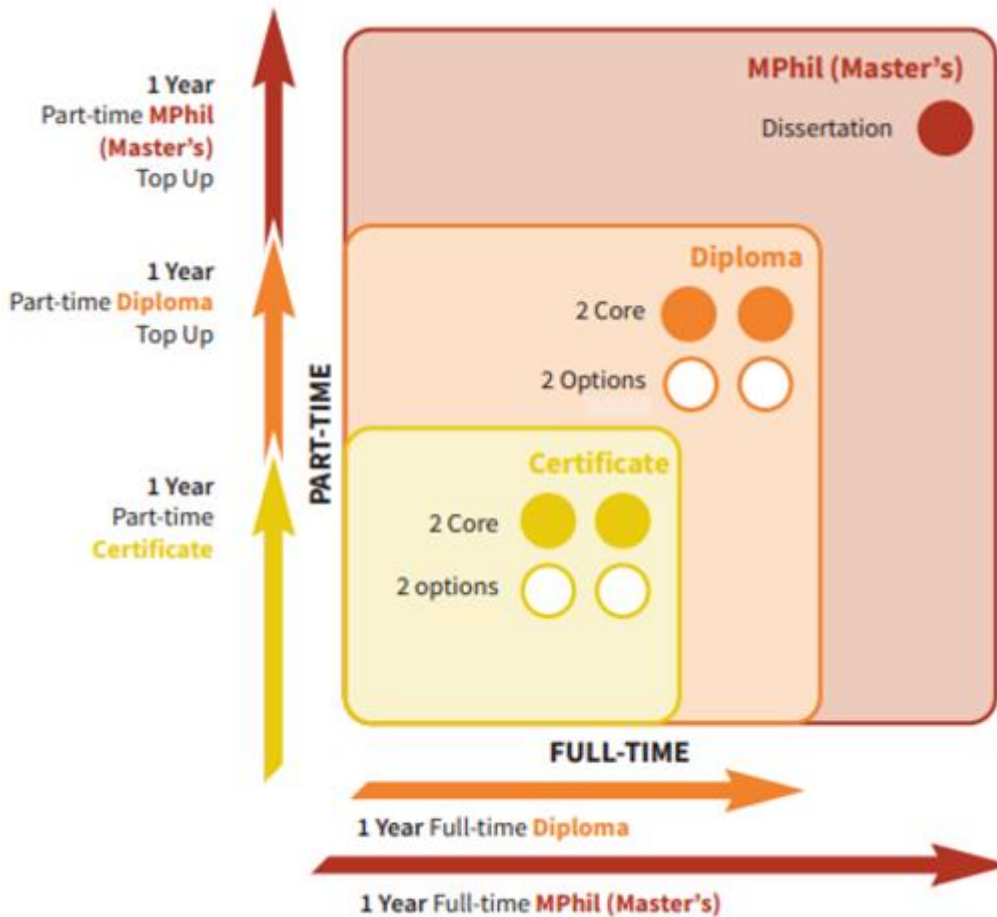 MPhil (Master's)
Dissertation
1 Year
Part-time MPhil
(Master's)
Top Up
Diploma
2 Core
2 Options
1 Year
Part-time Diploma
Top Up
PART-TIME
Certificate
2 Core
2 options
1 Year
Part-time
Certificate
FULL-TIME
1 Year Full-time Diploma
1 Year Full-time MPhil (Master's)